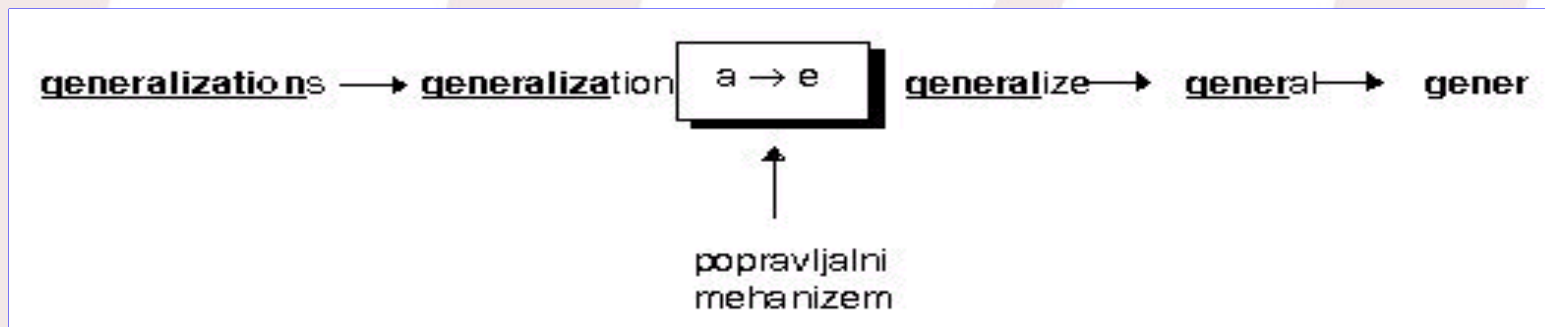 generalizations → generalization a → e generalize → general → gener
popravljalni
mehanizem